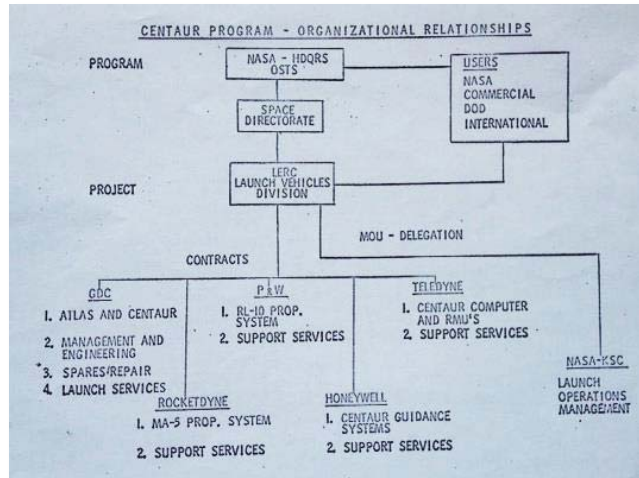 CENTAUR PROGRAM - ORGANIZATIONAL RELATIONSHIPS
PROGRAM
NASA - HDQRS
OSTS
USERS
NASA
COMMERCIAL
DOD
INTERNATIONAL
SPACE
DIRECTORATE
PROJECT
LERC
LAUNCH VEHICLES
DIVISION
MOU - DELEGATION
CONTRACTS
GDC
1. ATLAS AND CENTAUR
2. MANAGEMENT AND
ENGINEERING
3. SPARES/REPAIR
4. LAUNCH SERVICES
P&W
1. RL-10 PROP.
SYSTEM
2. SUPPORT SERVICES
TELEDYNE
1. CENTAUR COMPUTER
AND RMU'S
2. SUPPORT SERVICES
NASA-KSC
LAUNCH
OPERATIONS
MANAGEMENT
ROCKETDYNE
1. MA-5 PROP. SYSTEM
2. SUPPORT SERVICES
HONEYWELL
1. CENTAUR GUIDANCE
SYSTEMS
2. SUPPORT SERVICES